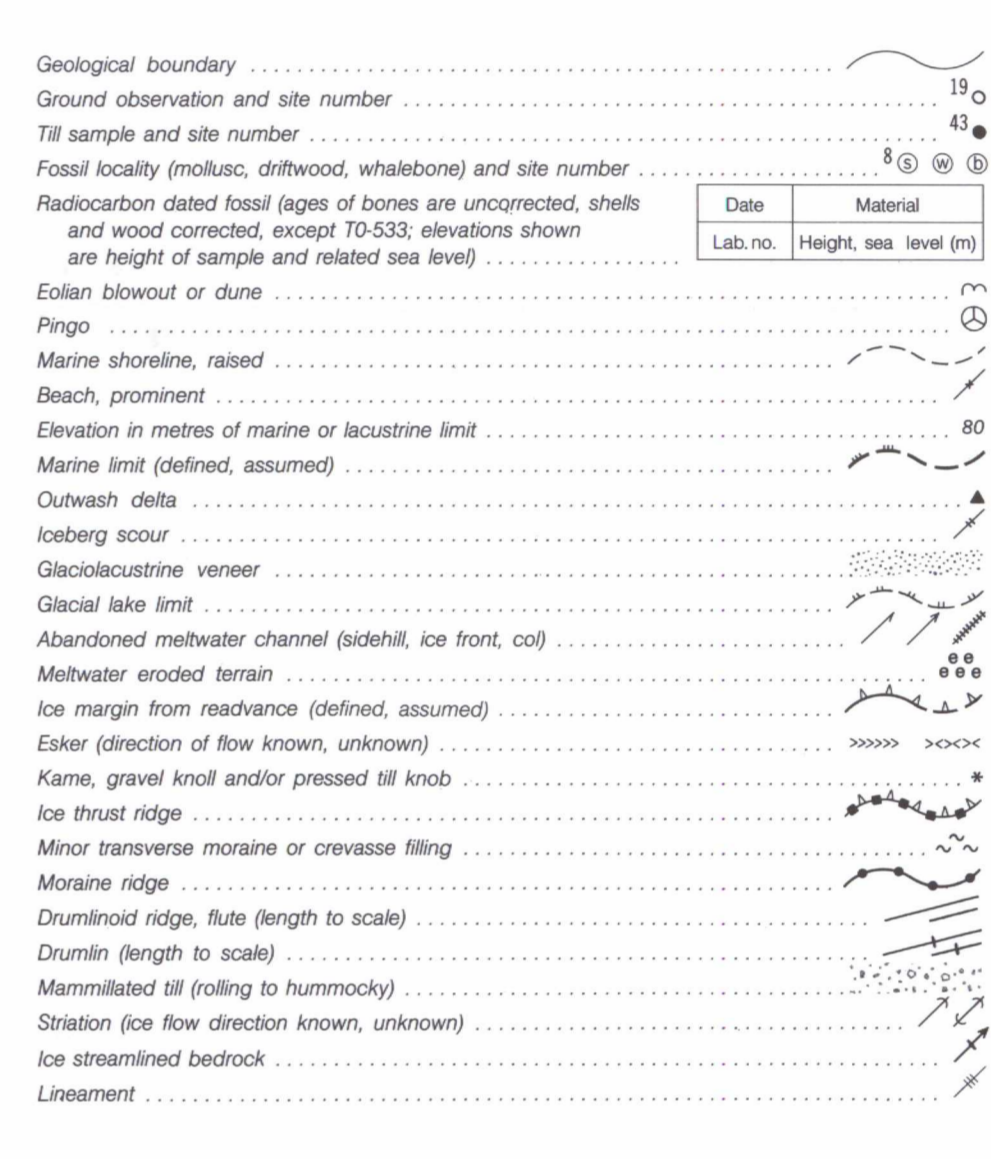 Geological boundary
Ground observation and site number 19
Till sample and site number 43
Fossil locality (mollusc, driftwood, whalebone) and site number 8 s w b
Radiocarbon dated fossil (ages of bones are uncorrected, shells
and wood corrected, except T0-533; elevations shown
are height of sample and related sea level)
Date Material
Lab. no. Height, sea level (m)
Eolian blowout or dune
Pingo
Marine shoreline, raised
Beach, prominent
Elevation in metres of marine or lacustrine limit 80
Marine limit (defined, assumed)
Outwash delta
Iceberg scour
Glaciolacustrine veneer
Glacial lake limit
Abandoned meltwater channel (sidehill, ice front, col)
Meltwater eroded terrain e e
e e e
Ice margin from readvance (defined, assumed)
Esker (direction of flow known, unknown) >>>>>> ><><><
Kame, gravel knoll and/or pressed till knob *
Ice thrust ridge
Minor transverse moraine or crevasse filling
Moraine ridge
Drumlinoid ridge, flute (length to scale)
Drumlin (length to scale)
Mammillated till (rolling to hummocky)
Striation (ice flow direction known, unknown)
Ice streamlined bedrock
Lineament